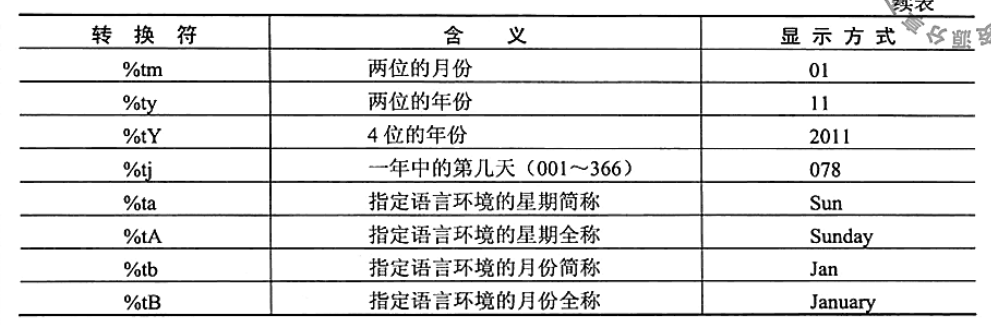 续表
转 换 符 含 义 显 示 方 式
%tm 两位的月份 01
%ty 两位的年份 11
%tY 4 位的年份 2011
%tj 一年中的第几天（001～366） 078
%ta 指定语言环境的星期简称 Sun
%tA 指定语言环境的星期全称 Sunday
%tb 指定语言环境的月份简称 Jan
%tB 指定语言环境的月份全称 January